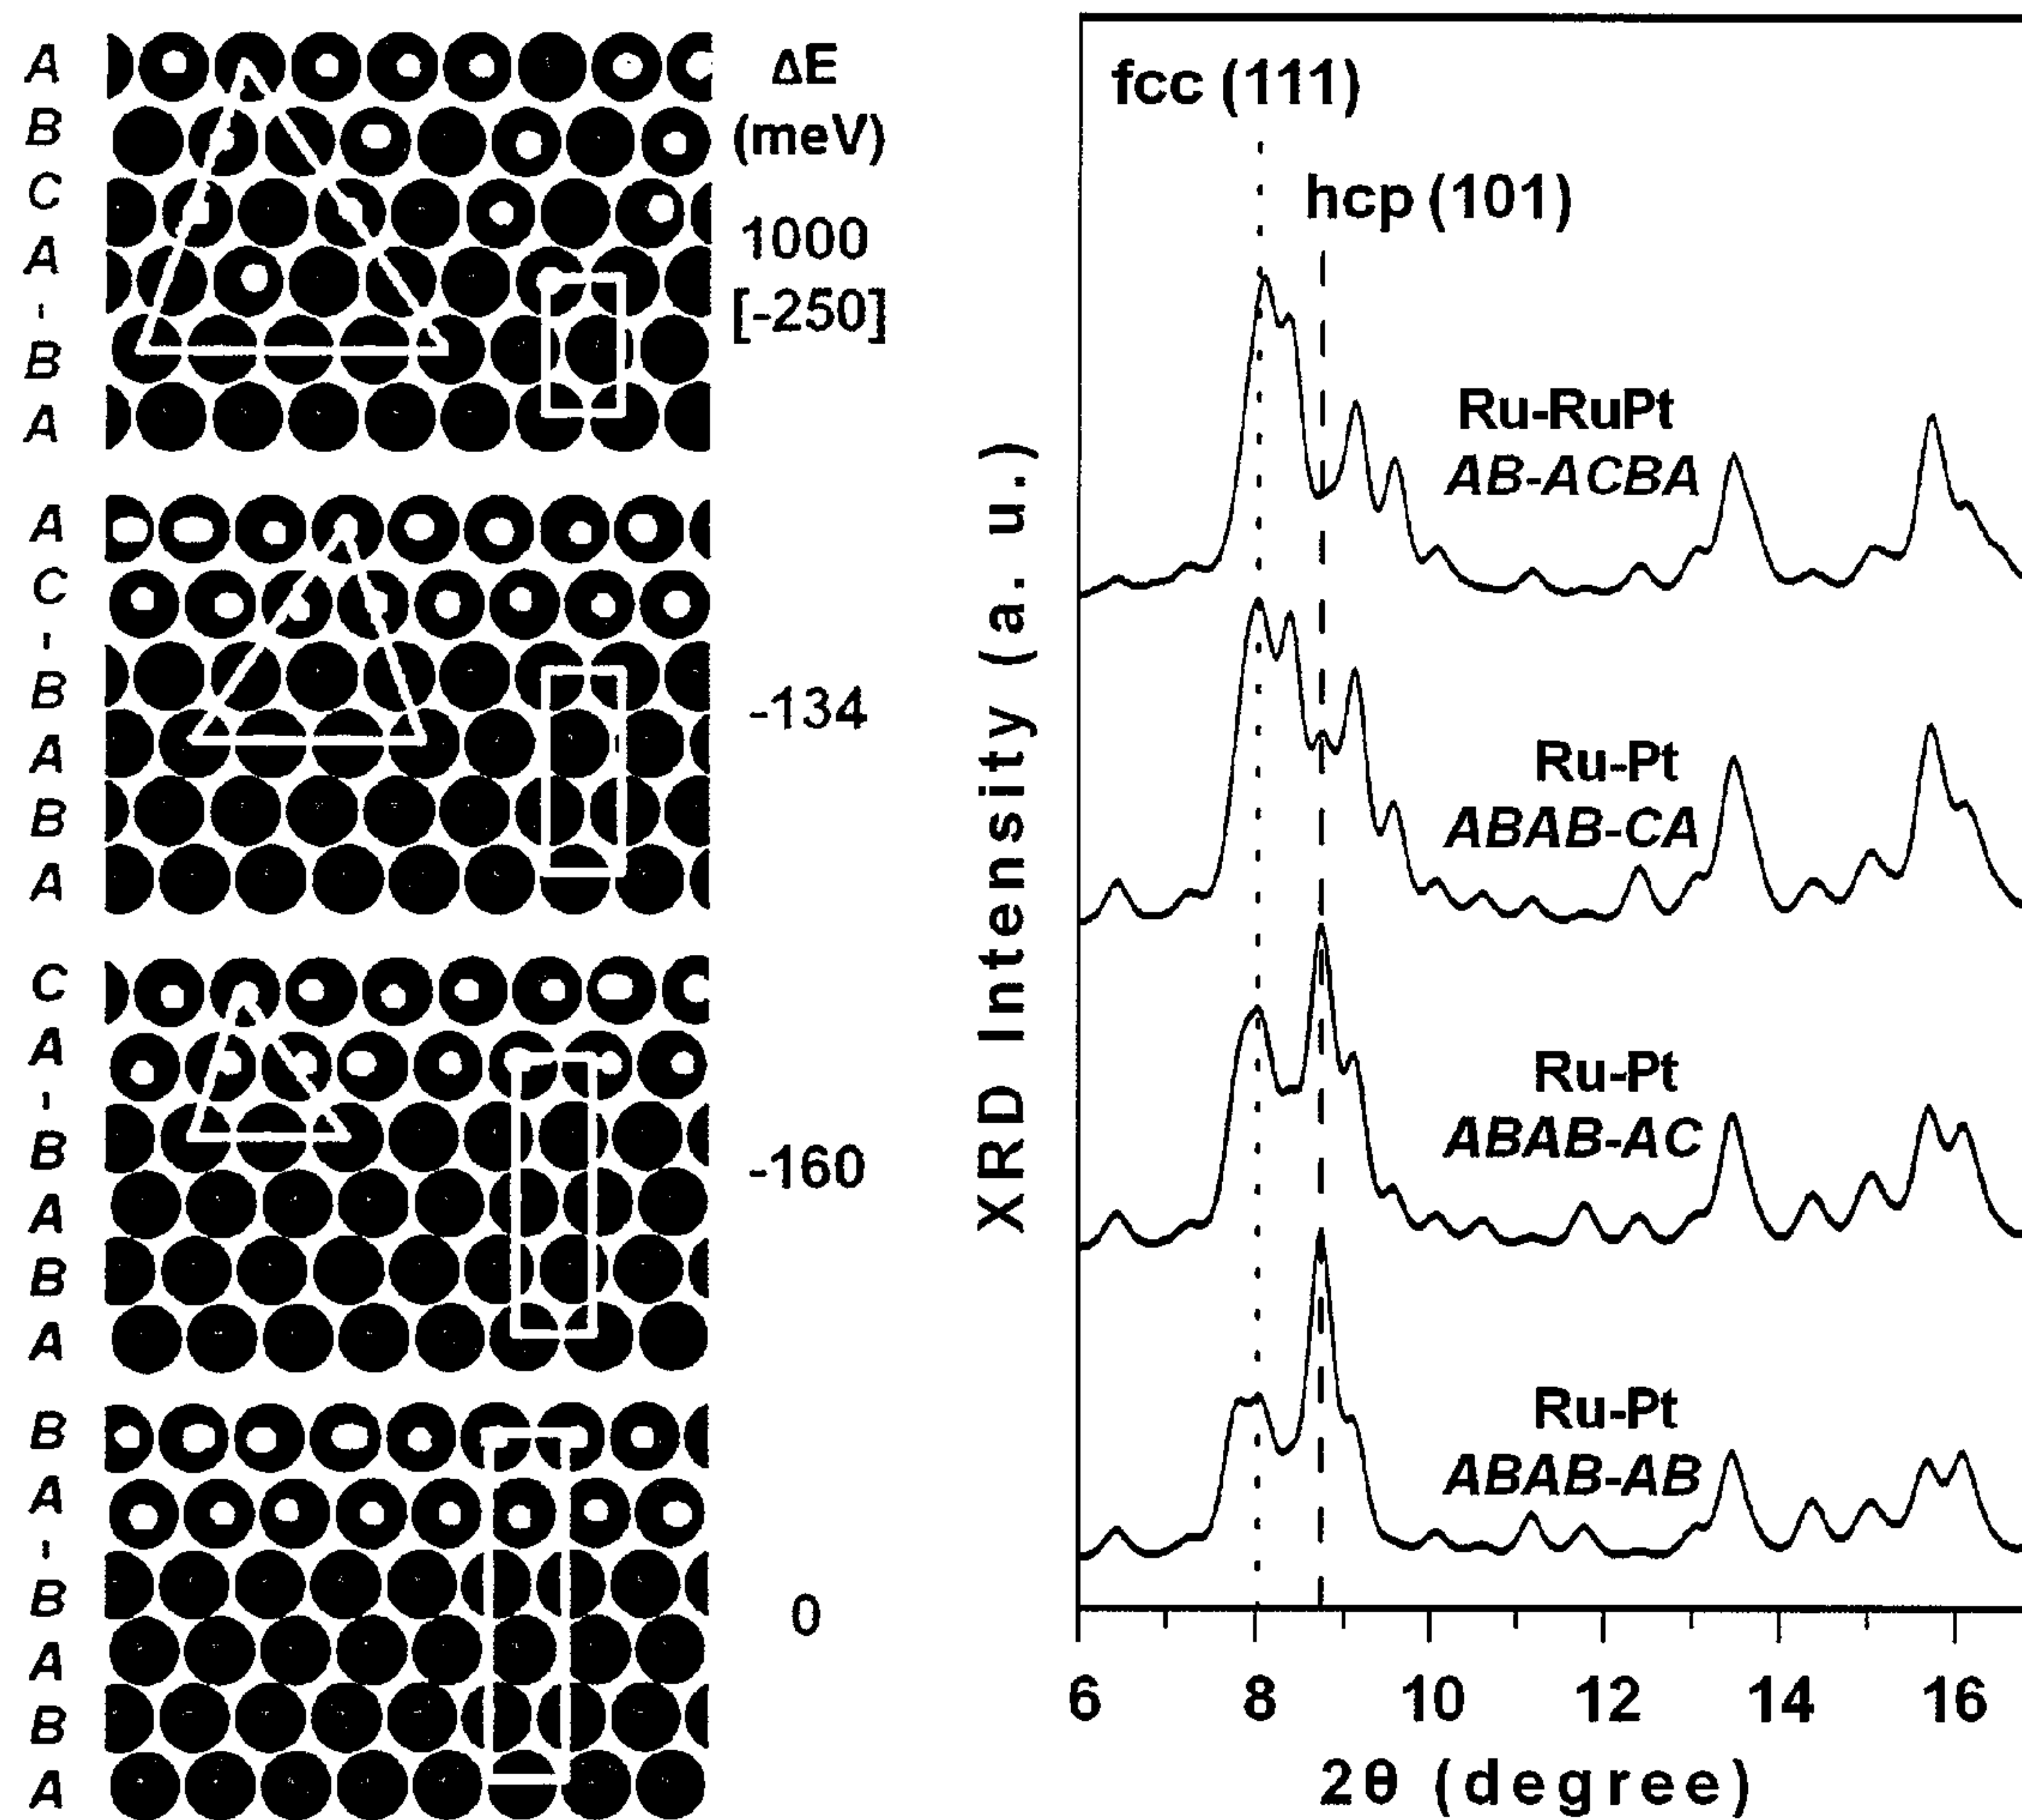 A
B
C
A
-
B
A
ΔE
(meV)
1000
[-250]
A
C
-
B
A
B
A
-134
C
A
-
B
A
B
A
-160
B
A
-
B
A
B
A
0
XRD Intensity (a. u.)
fcc (111)
hcp (101)
Ru-RuPt
AB-ACBA
Ru-Pt
ABAB-CA
Ru-Pt
ABAB-AC
Ru-Pt
ABAB-AB
6 8 10 12 14 16
2θ (degree)